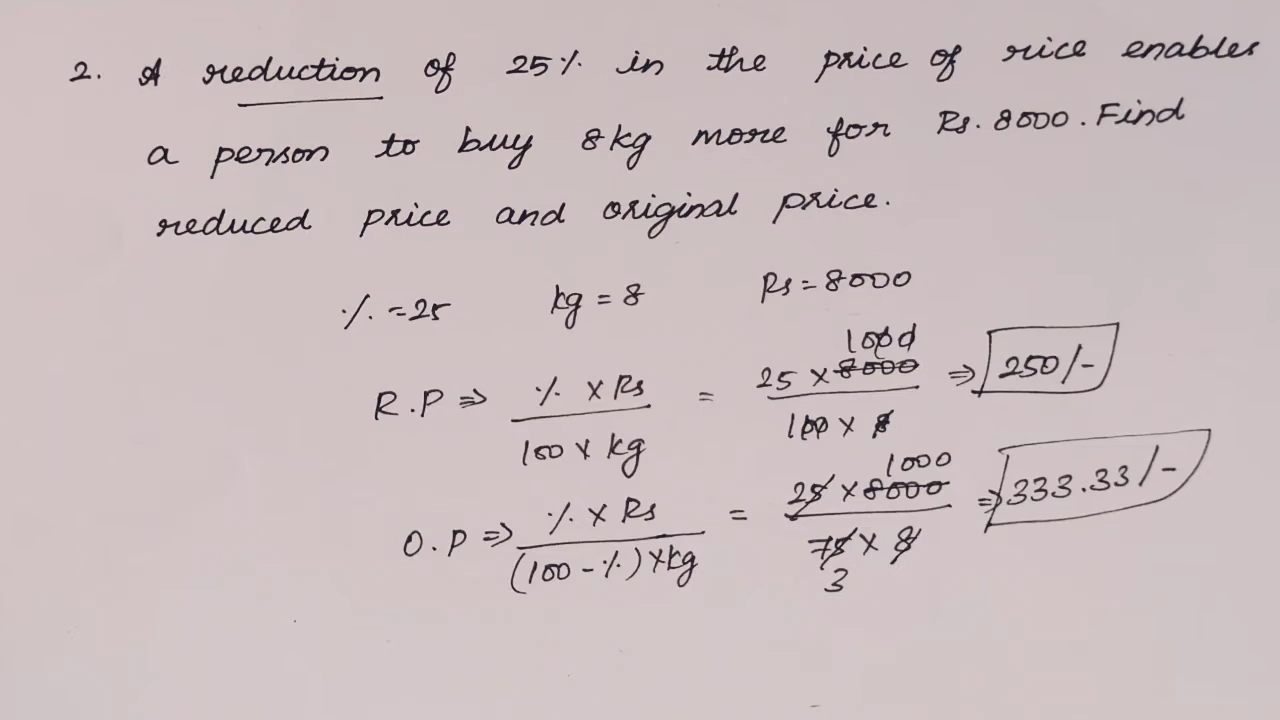 2. A reduction of 25% in the price of rice enables
a person to buy 8kg more for Rs. 8000. Find
reduced price and original price.
% = 25 kg = 8 Rs = 8000
R.P ⇒ % × Rs / 100 × kg = 25 × 8000 1000 / 100 × 8 ⇒ 250/-
O.P ⇒ % × Rs / (100 - %) × kg = 25 × 8000 1000 / 75 × 8 3 ⇒ 333.33/-